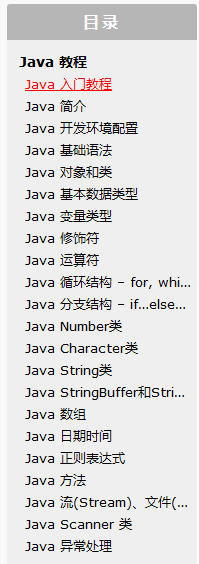 目录
Java 教程
Java 入门教程
Java 简介
Java 开发环境配置
Java 基础语法
Java 对象和类
Java 基本数据类型
Java 变量类型
Java 修饰符
Java 运算符
Java 循环结构 – for, whi...
Java 分支结构 – if...else...
Java Number类
Java Character类
Java String类
Java StringBuffer和Stri...
Java 数组
Java 日期时间
Java 正则表达式
Java 方法
Java 流(Stream)、文件(...
Java Scanner 类
Java 异常处理